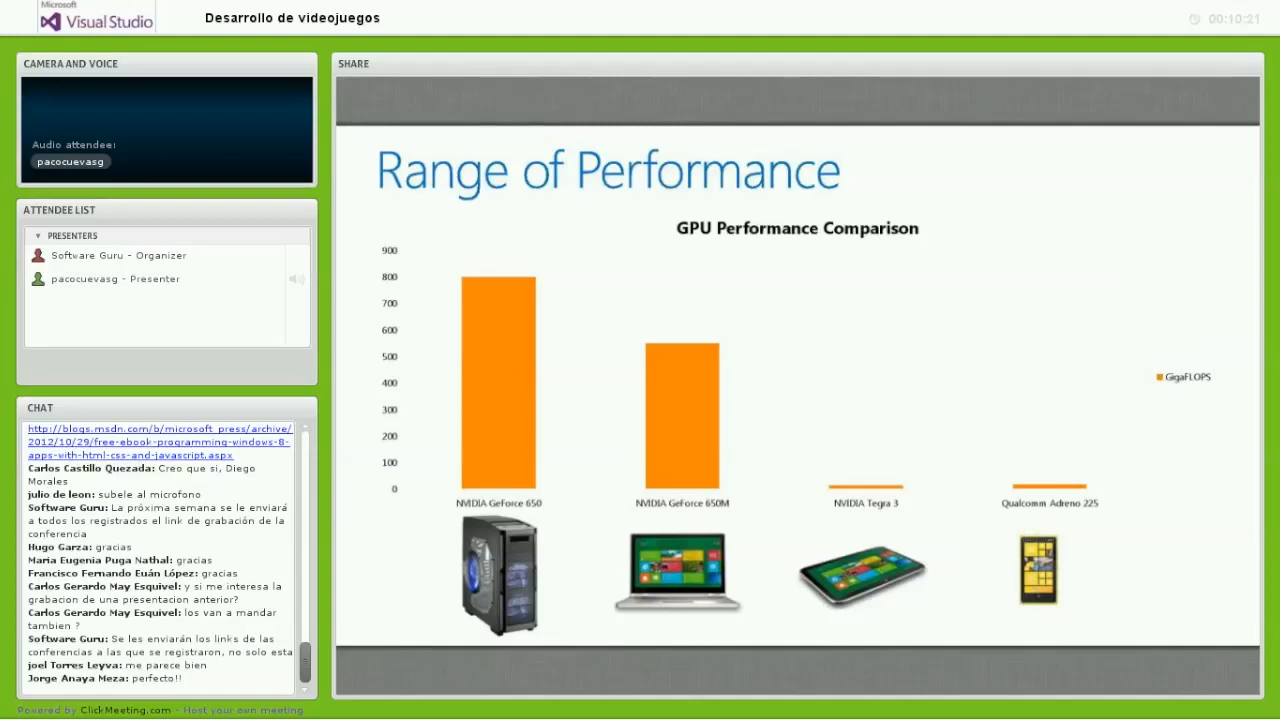 Microsoft
Visual Studio
Desarrollo de videojuegos
00:10:21
CAMERA AND VOICE
Audio attendee:
pacocuevasg
ATTENDEE LIST
PRESENTERS
Software Guru - Organizer
pacocuevasg - Presenter
CHAT
http://blogs.msdn.com/b/microsoft_press/archive/
2012/10/29/free-ebook-programming-windows-8-
apps-with-html-css-and-javascript.aspx
Carlos Castillo Quezada: Creo que si, Diego
Morales
julio de leon: subele al microfono
Software Guru: La próxima semana se le enviará
a todos los registrados el link de grabación de la
conferencia
Hugo Garza: gracias
Maria Eugenia Puga Nathal: gracias
Francisco Fernando Euán López: gracias
Carlos Gerardo May Esquivel: y si me interesa la
grabacion de una presentacion anterior?
Carlos Gerardo May Esquivel: los van a mandar
tambien ?
Software Guru: Se les enviarán los links de las
conferencias a las que se registraron, no solo esta
joel Torres Leyva: me parece bien
Jorge Anaya Meza: perfecto!!
Powered by ClickMeeting.com - Host your own meeting
SHARE
Range of Performance
GPU Performance Comparison
900
800
700
600
500
400
300
200
100
0
NVIDIA GeForce 650
NVIDIA GeForce 650M
NVIDIA Tegra 3
Qualcomm Adreno 225
GigaFLOPS